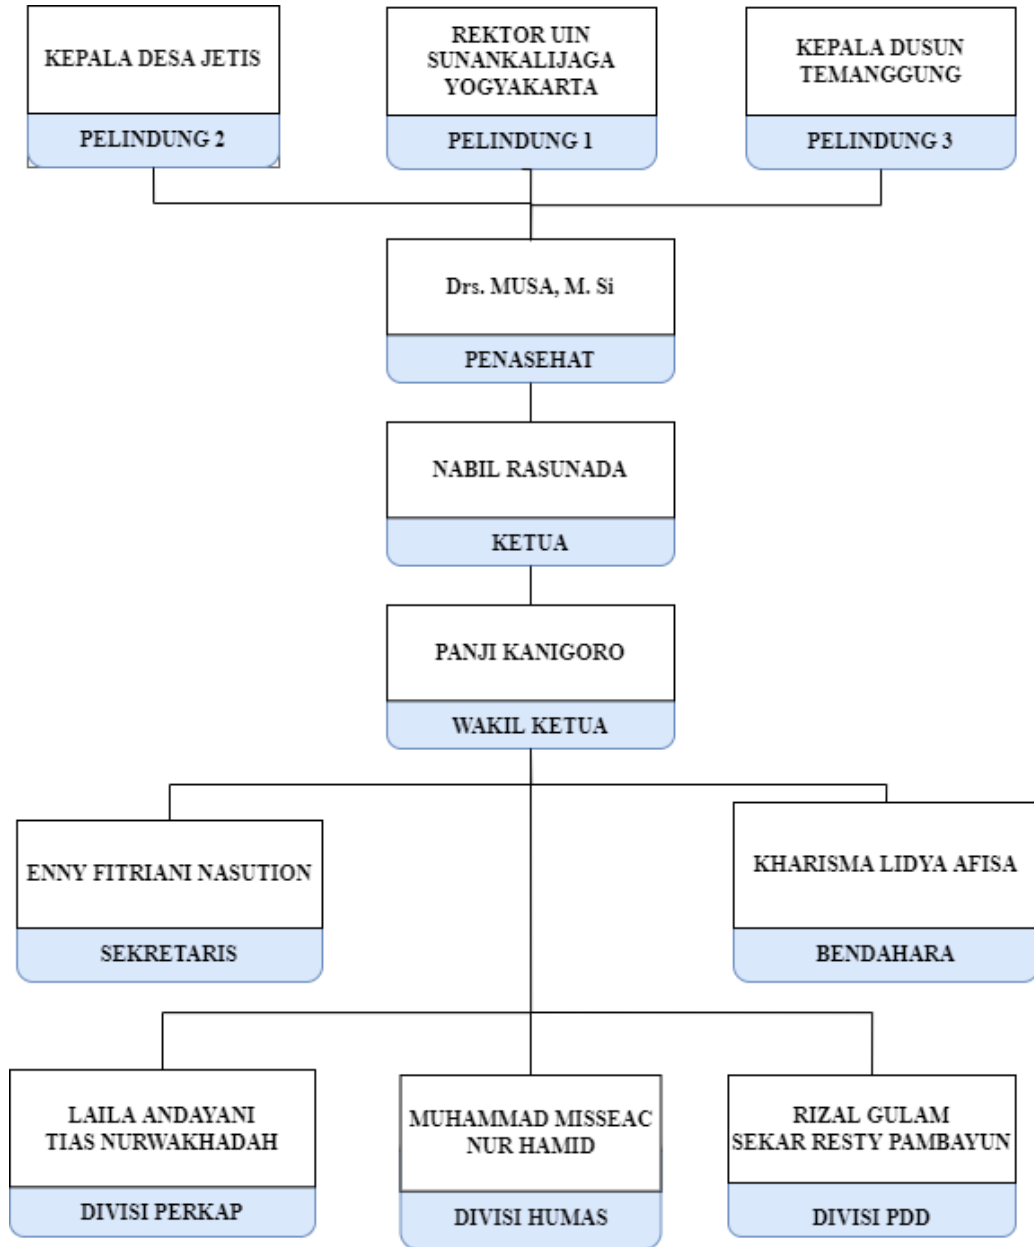 KEPALA DESA JETIS
PELINDUNG 2
REKTOR UIN
SUNANKALIJAGA
YOGYAKARTA
PELINDUNG 1
KEPALA DUSUN
TEMANGGUNG
PELINDUNG 3
Drs. MUSA, M. Si
PENASEHAT
NABIL RASUNADA
KETUA
PANJI KANIGORO
WAKIL KETUA
ENNY FITRIANI NASUTION
SEKRETARIS
KHARISMA LIDYA AFISA
BENDAHARA
LAILA ANDAYANI
TIAS NURWAKHADAH
DIVISI PERKAP
MUHAMMAD MISSEAC
NUR HAMID
DIVISI HUMAS
RIZAL GULAM
SEKAR RESTY PAMBAYUN
DIVISI PDD